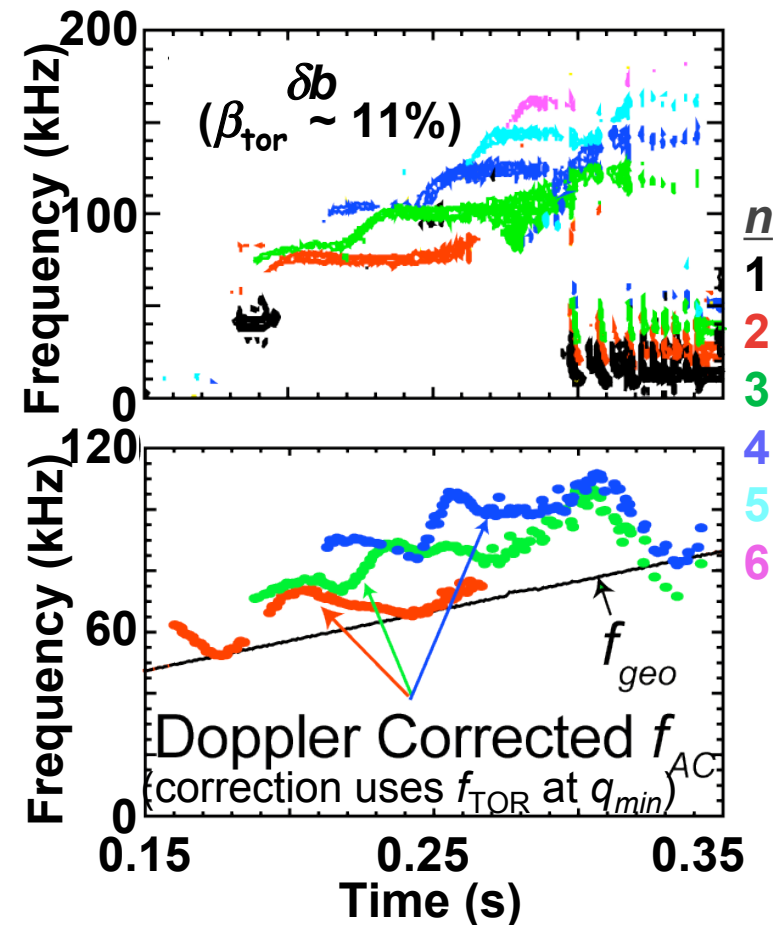 200
δb
(βtor ~ 11%)
100
0
Frequency (kHz)
n
1
2
3
4
5
6
120
60
0
Frequency (kHz)
fgeo
Doppler Corrected fAC
(correction uses fTOR at qmin)
0.15
0.25
0.35
Time (s)